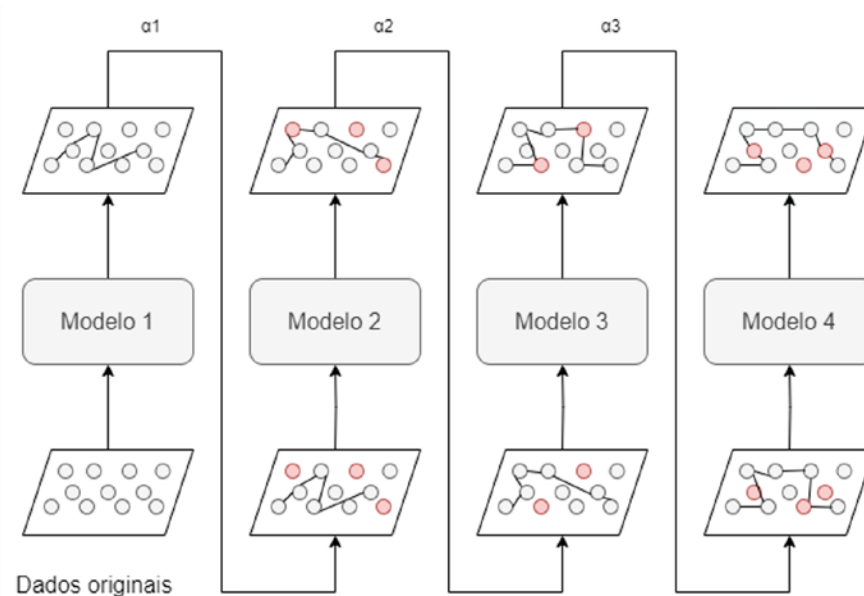 α1
α2
α3
Modelo 1
Modelo 2
Modelo 3
Modelo 4
Dados originais